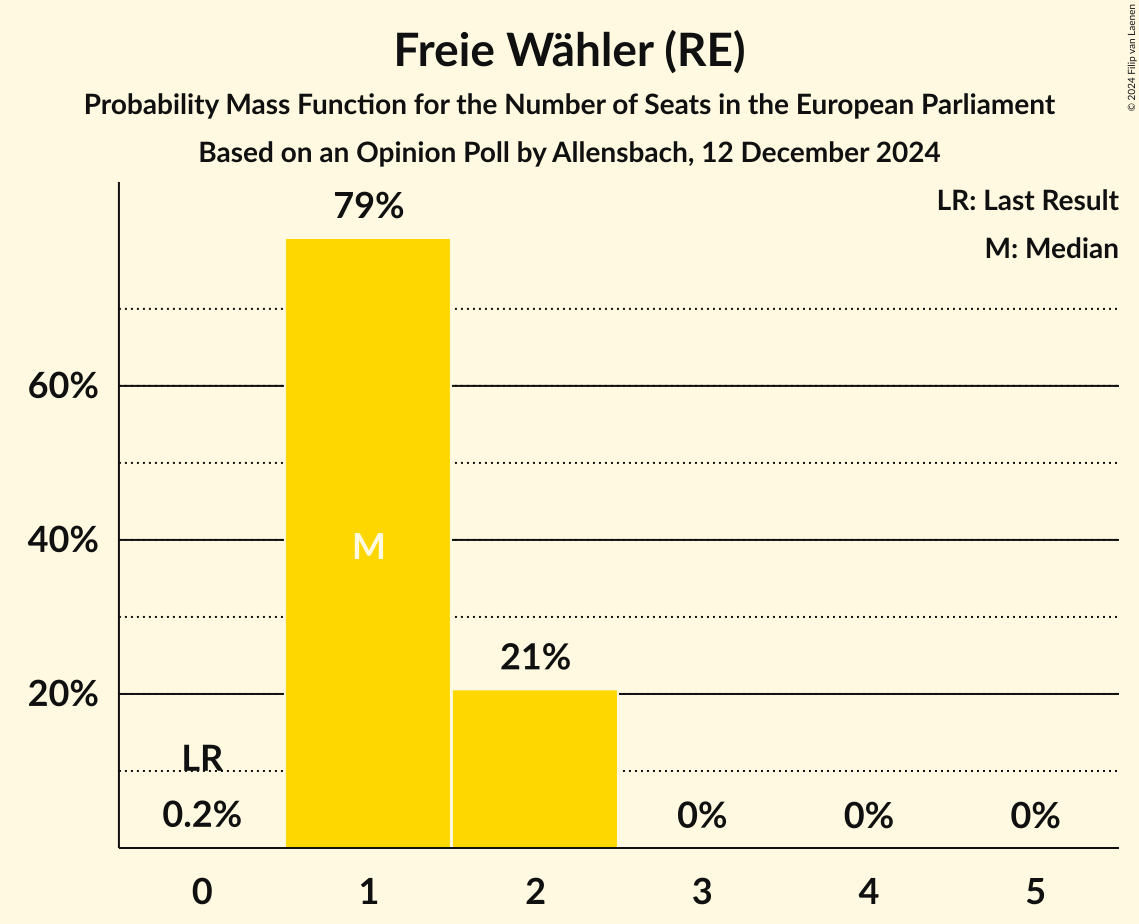 Freie Wähler (RE)
Probability Mass Function for the Number of Seats in the European Parliament
Based on an Opinion Poll by Allensbach, 12 December 2024
© 2024 Filip van Laenen
LR: Last Result
M: Median
79%
60%
40%
M
21%
20%
LR
0.2%
0%
0%
0%
0
1
2
3
4
5